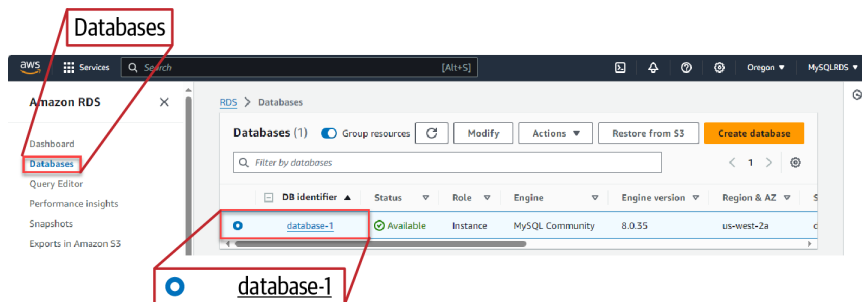 Databases
aws Services Search [Alt+S] Oregon MySQLRDS
Amazon RDS
RDS > Databases
Databases (1) Group resources Modify Actions Restore from S3 Create database
Dashboard
Databases
Filter by databases 1
Query Editor
Performance insights
DB identifier Status Role Engine Engine version Region & AZ S
Snapshots
database-1 Available Instance MySQL Community 8.0.35 us-west-2a
Exports in Amazon S3
database-1